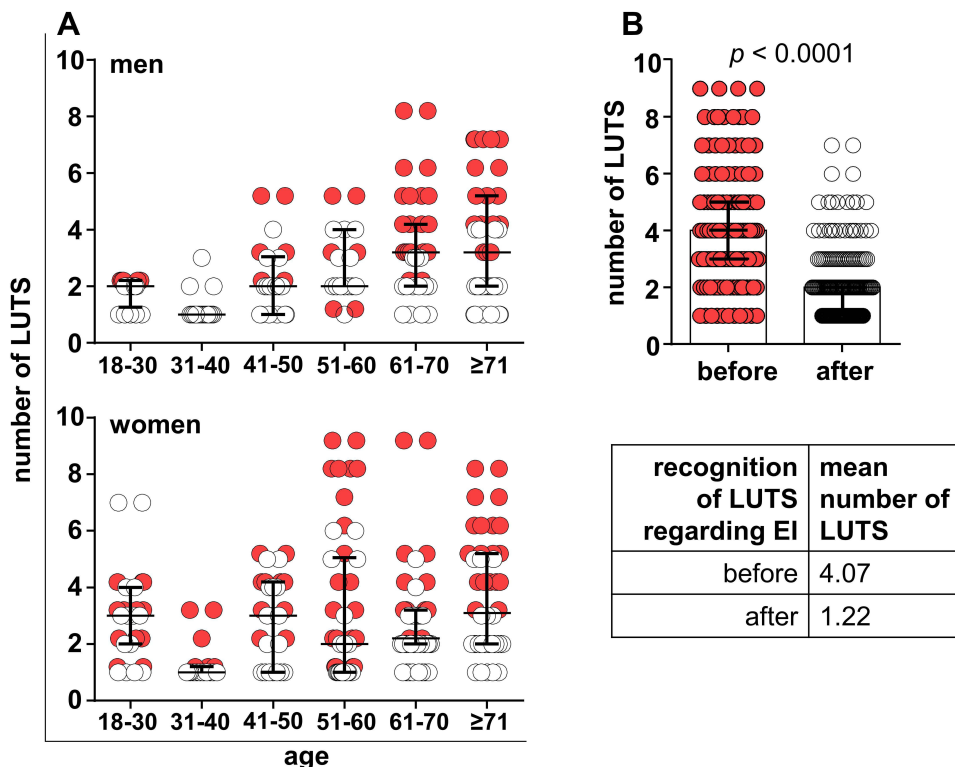 A
men
number of LUTS
10
8
6
4
2
0
18-30 31-40 41-50 51-60 61-70 ≥71
women
10
8
6
4
2
0
18-30 31-40 41-50 51-60 61-70 ≥71
age
B
p < 0.0001
number of LUTS
10
8
6
4
2
0
before after
recognition
of LUTS
regarding EI
mean
number of
LUTS
before 4.07
after 1.22